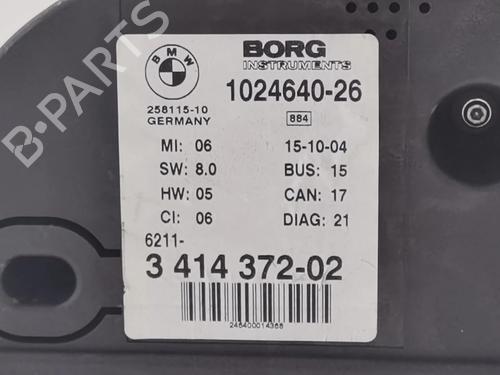 BMW
BORG
INSTRUMENTS
258115-10
GERMANY
1024640-26
884
MI: 06 15-10-04
SW: 8.0 BUS: 15
HW: 05 CAN: 17
CI: 06 DIAG: 21
6211-
3 414 372-02
246400014368
B-Parts